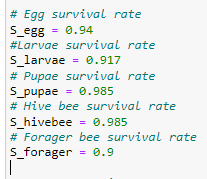 # Egg survival rate
S_egg = 0.94
#Larvae survival rate
S_larvae = 0.917
# Pupae survival rate
S_pupae = 0.985
# Hive bee survival rate
S_hivebee = 0.985
# Forager bee survival rate
S_forager = 0.9